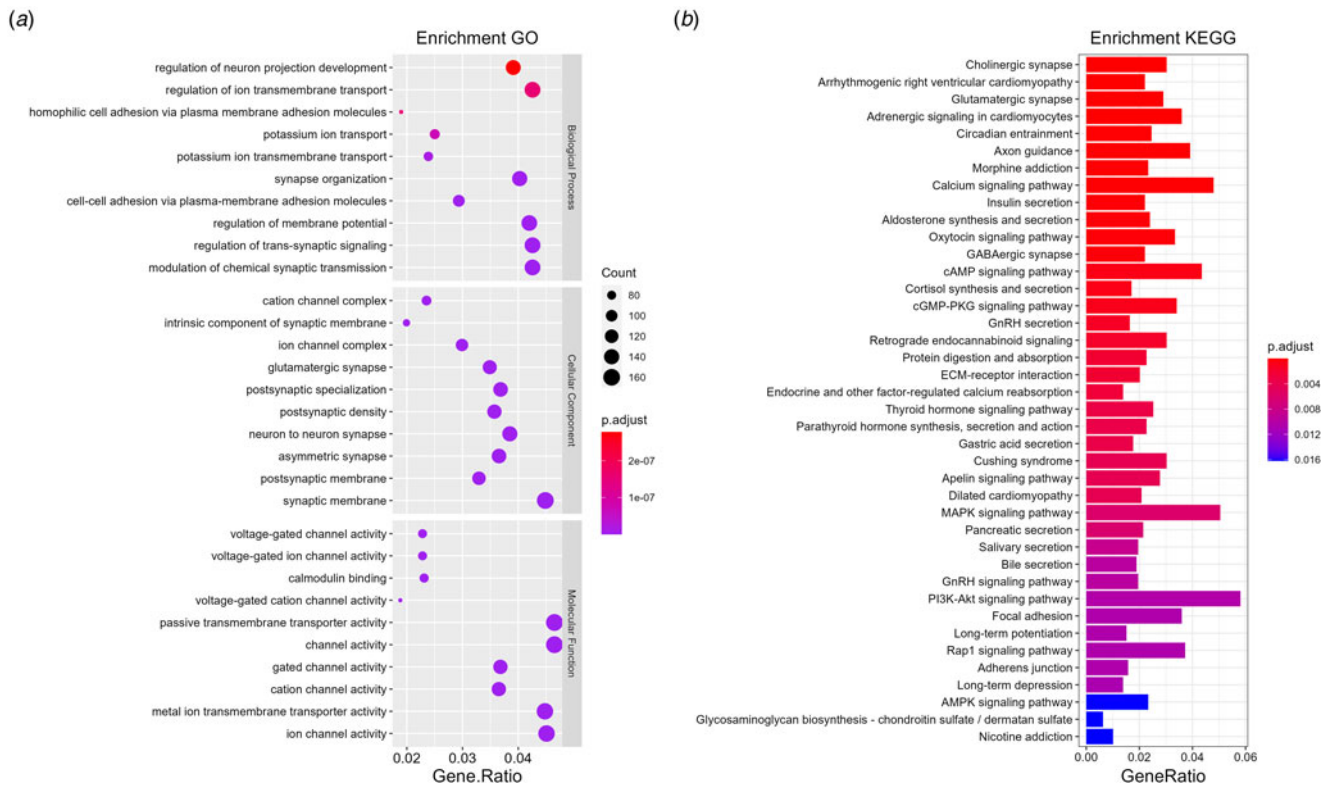 (a)
Enrichment GO
regulation of neuron projection development
regulation of ion transmembrane transport
homophilic cell adhesion via plasma membrane adhesion molecules
potassium ion transport
potassium ion transmembrane transport
synapse organization
cell-cell adhesion via plasma-membrane adhesion molecules
regulation of membrane potential
regulation of trans-synaptic signaling
modulation of chemical synaptic transmission
Biological Process
cation channel complex
intrinsic component of synaptic membrane
ion channel complex
glutamatergic synapse
postsynaptic specialization
postsynaptic density
neuron to neuron synapse
asymmetric synapse
postsynaptic membrane
synaptic membrane
Cellular Component
voltage-gated channel activity
voltage-gated ion channel activity
calmodulin binding
voltage-gated cation channel activity
passive transmembrane transporter activity
channel activity
gated channel activity
cation channel activity
metal ion transmembrane transporter activity
ion channel activity
Molecular Function
0.02 0.03 0.04
Gene.Ratio
Count
80
100
120
140
160
p.adjust
2e-07
1e-07
(b)
Enrichment KEGG
Cholinergic synapse
Arrhythmogenic right ventricular cardiomyopathy
Glutamatergic synapse
Adrenergic signaling in cardiomyocytes
Circadian entrainment
Axon guidance
Morphine addiction
Calcium signaling pathway
Insulin secretion
Aldosterone synthesis and secretion
Oxytocin signaling pathway
GABAergic synapse
cAMP signaling pathway
Cortisol synthesis and secretion
cGMP-PKG signaling pathway
GnRH secretion
Retrograde endocannabinoid signaling
Protein digestion and absorption
ECM-receptor interaction
Endocrine and other factor-regulated calcium reabsorption
Thyroid hormone signaling pathway
Parathyroid hormone synthesis, secretion and action
Gastric acid secretion
Cushing syndrome
Apelin signaling pathway
Dilated cardiomyopathy
MAPK signaling pathway
Pancreatic secretion
Salivary secretion
Bile secretion
GnRH signaling pathway
PI3K-Akt signaling pathway
Focal adhesion
Long-term potentiation
Rap1 signaling pathway
Adherens junction
Long-term depression
AMPK signaling pathway
Glycosaminoglycan biosynthesis - chondroitin sulfate / dermatan sulfate
Nicotine addiction
0.00 0.02 0.04 0.06
GeneRatio
p.adjust
0.004
0.008
0.012
0.016